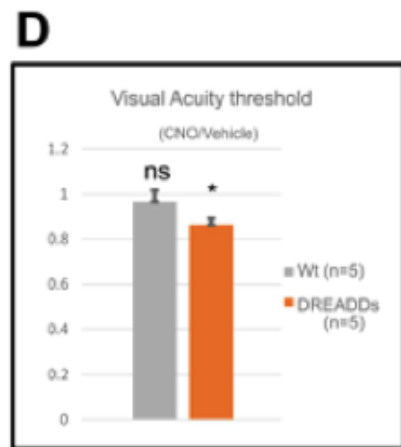 D
Visual Acuity threshold
(CNO/Vehicle)
1.2
ns
*
1
0.8
0.6
0.4
0.2
0
Wt (n=5)
DREADDs
(n=5)